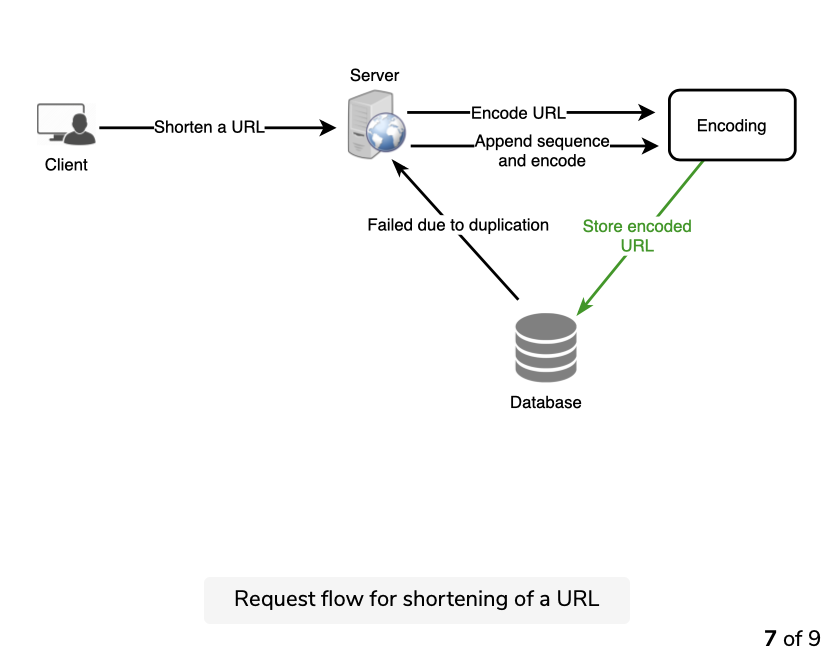 Server
Shorten a URL
Client
Encode URL
Append sequence
and encode
Encoding
Failed due to duplication
Store encoded
URL
Database
Request flow for shortening of a URL
7 of 9